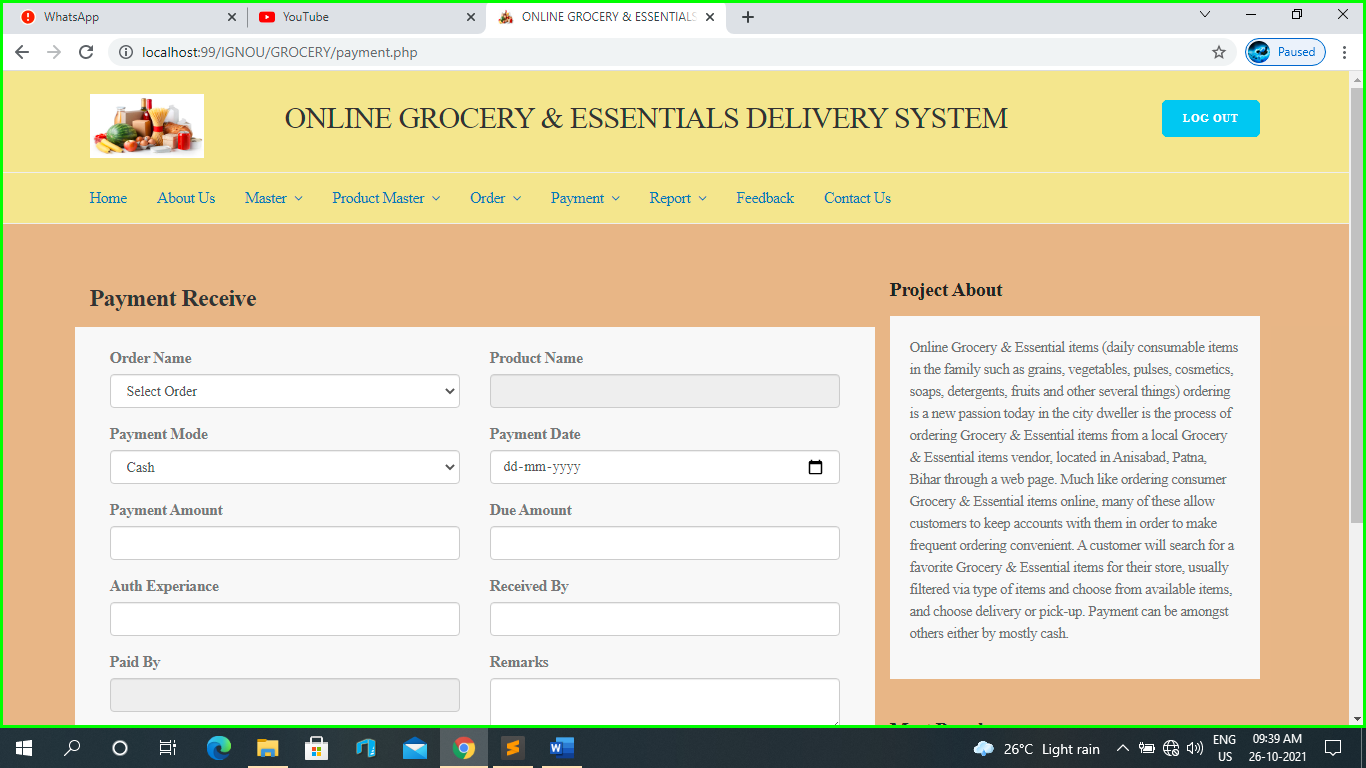 WhatsApp
YouTube
ONLINE GROCERY & ESSENTIALS
localhost:99/IGNOU/GROCERY/payment.php
Paused
ONLINE GROCERY & ESSENTIALS DELIVERY SYSTEM
LOG OUT
Home About Us Master Product Master Order Payment Report Feedback Contact Us
Payment Receive
Order Name
Product Name
Select Order
Payment Mode
Payment Date
Cash
dd-mm-yyyy
Payment Amount
Due Amount
Auth Experiance
Received By
Paid By
Remarks
Project About
Online Grocery & Essential items (daily consumable items
in the family such as grains, vegetables, pulses, cosmetics,
soaps, detergents, fruits and other several things) ordering
is a new passion today in the city dweller is the process of
ordering Grocery & Essential items from a local Grocery
& Essential items vendor, located in Anisabad, Patna,
Bihar through a web page. Much like ordering consumer
Grocery & Essential items online, many of these allow
customers to keep accounts with them in order to make
frequent ordering convenient. A customer will search for a
favorite Grocery & Essential items for their store, usually
filtered via type of items and choose from available items,
and choose delivery or pick-up. Payment can be amongst
others either by mostly cash.
26°C Light rain
ENG
US
09:39 AM
26-10-2021